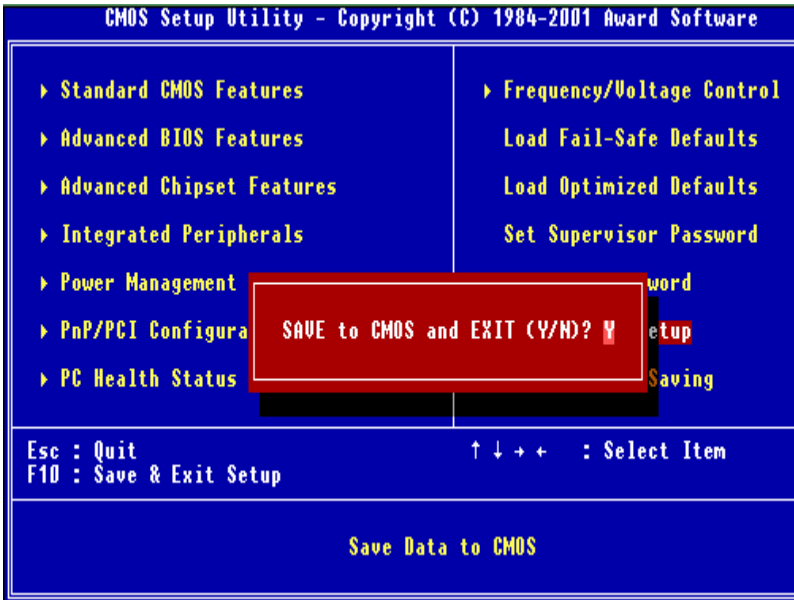 CMOS Setup Utility - Copyright (C) 1984-2001 Award Software
Standard CMOS Features
Advanced BIOS Features
Advanced Chipset Features
Integrated Peripherals
Power Management
PnP/PCI Configura
PC Health Status
Frequency/Voltage Control
Load Fail-Safe Defaults
Load Optimized Defaults
Set Supervisor Password
word
etup
Saving
SAVE to CMOS and EXIT (Y/N)? Y
Esc : Quit
F10 : Save & Exit Setup
↑ ↓ → ← : Select Item
Save Data to CMOS